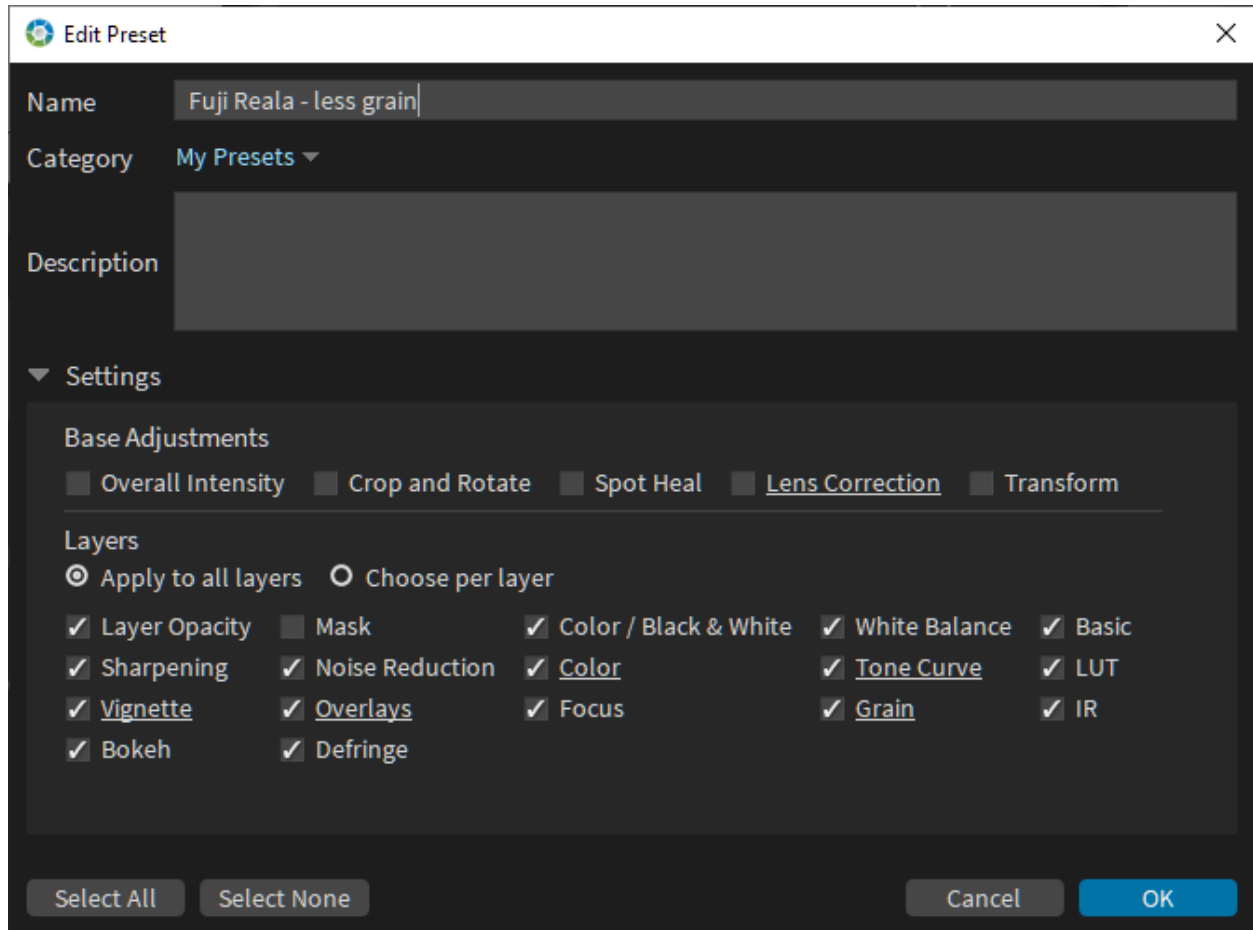 Edit Preset
Name Fuji Reala - less grain
Category My Presets
Description
Settings
Base Adjustments
Overall Intensity Crop and Rotate Spot Heal Lens Correction Transform
Layers
Apply to all layers Choose per layer
Layer Opacity Mask Color / Black & White White Balance Basic
Sharpening Noise Reduction Color Tone Curve LUT
Vignette Overlays Focus Grain IR
Bokeh Defringe
Select All Select None Cancel OK